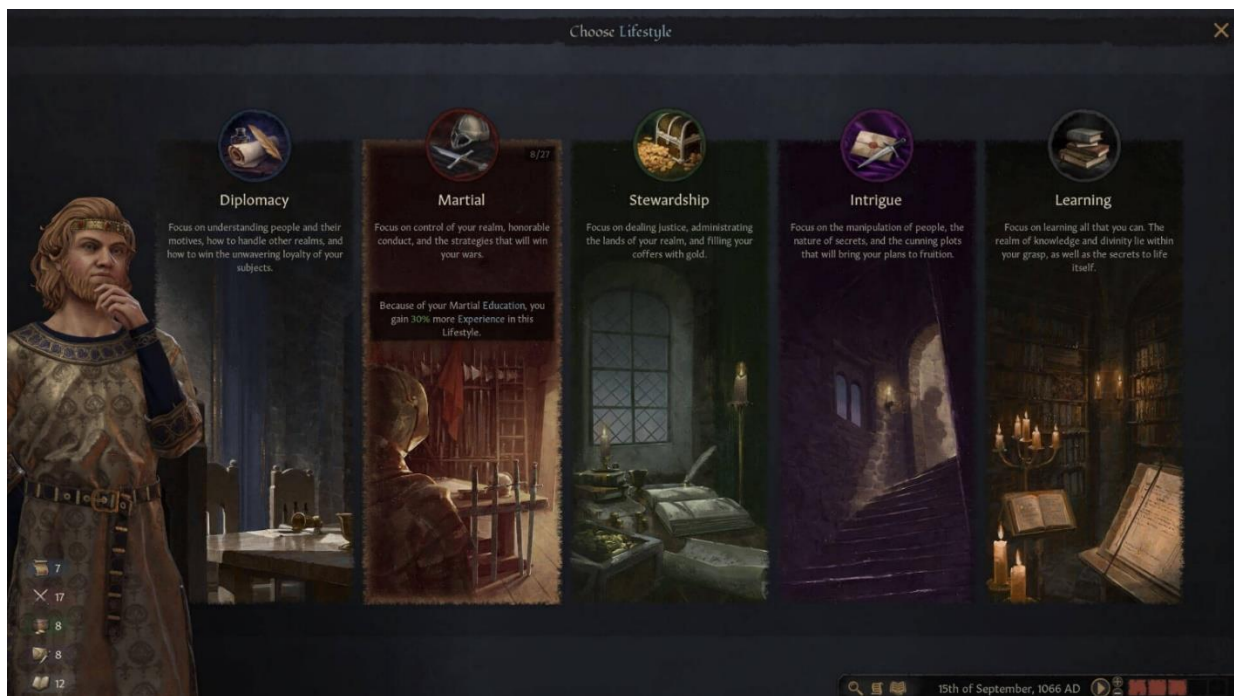 Choose Lifestyle
Diplomacy
Focus on understanding people and their
motives, how to handle other realms, and
how to win the unwavering loyalty of your
subjects.
8/27
Martial
Focus on control of your realm, honorable
conduct, and the strategies that will win
your wars.
Because of your Martial Education, you
gain 30% more Experience in this
Lifestyle.
Stewardship
Focus on dealing justice, administrating
the lands of your realm, and filling your
coffers with gold.
Intrigue
Focus on the manipulation of people, the
nature of secrets, and the cunning plots
that will bring your plans to fruition.
Learning
Focus on learning all that you can. The
realm of knowledge and divinity lie within
your grasp, as well as the secrets to life
itself.
7
17
8
8
12
15th of September, 1066 AD